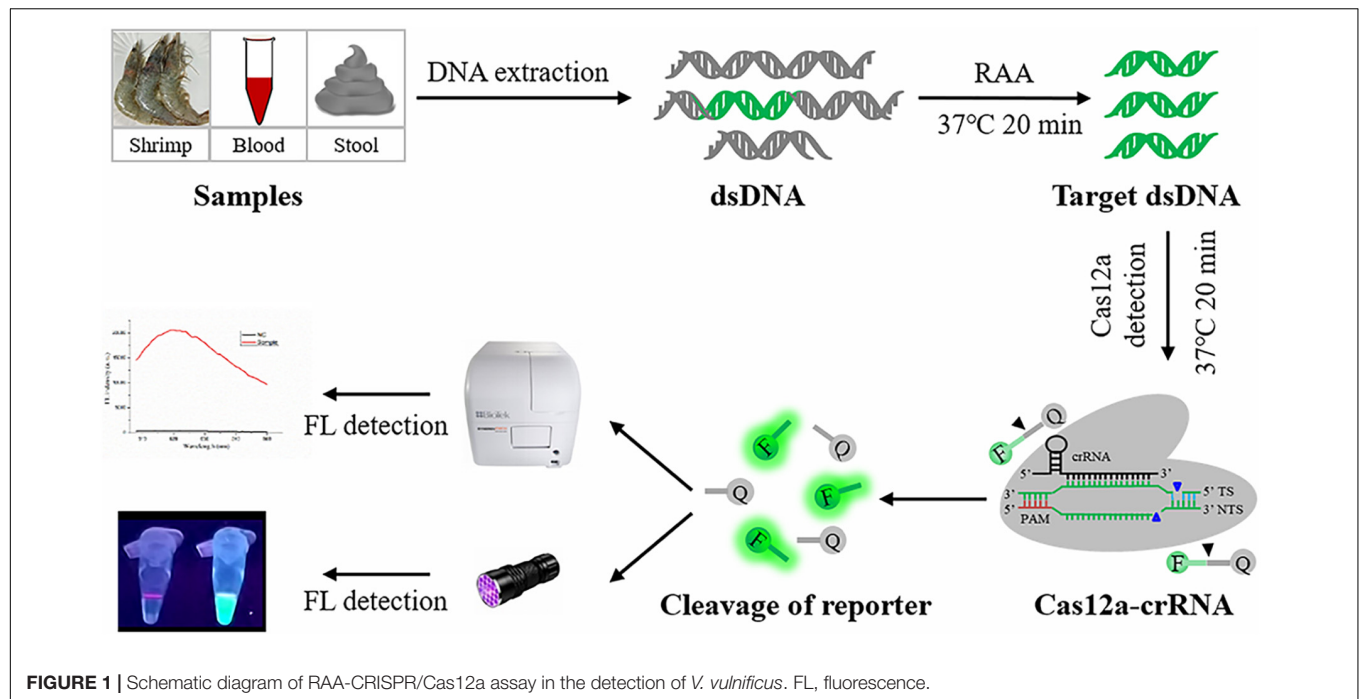 Shrimp
Blood
Stool
Samples
DNA extraction
dsDNA
RAA
37℃ 20 min
Target dsDNA
Cas12a
detection
37℃ 20 min
F
Q
crRNA
5'
3'
3'
5' TS
5'
3' NTS
PAM
F
Q
Cas12a-crRNA
F
Q
Q
F
F
Q
Cleavage of reporter
BioTek
FL detection
NC
Sample
FL detection
FIGURE 1 | Schematic diagram of RAA-CRISPR/Cas12a assay in the detection of V. vulnificus. FL, fluorescence.